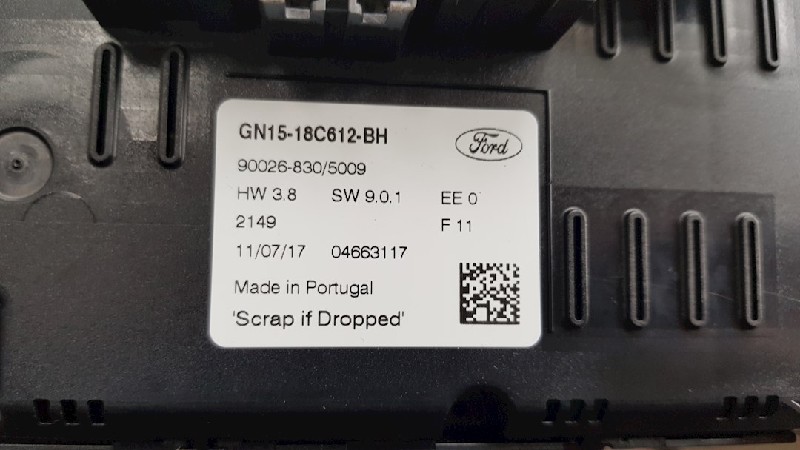 GN15-18C612-BH
Ford
90026-830/5009
HW 3.8 SW 9.0.1 EE 0
2149 F 11
11/07/17 04663117
Made in Portugal
'Scrap if Dropped'